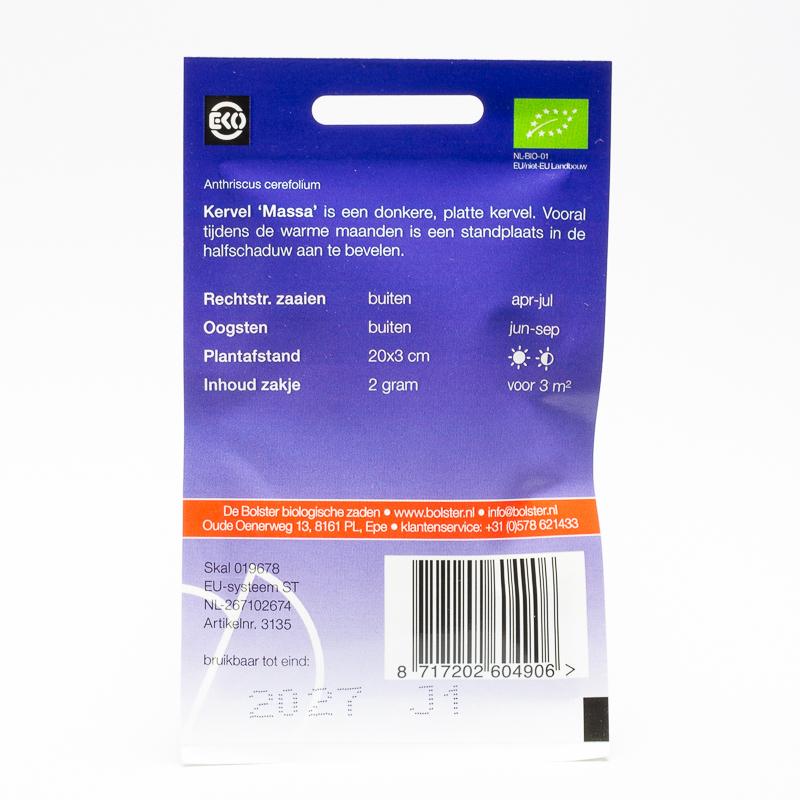 EKO
NL-BIO-01
EU/niet-EU Landbouw
Anthriscus cerefolium
Kervel ‘Massa’ is een donkere, platte kervel. Vooral
tijdens de warme maanden is een standplaats in de
halfschaduw aan te bevelen.
Rechtstr. zaaien buiten apr-jul
Oogsten buiten jun-sep
Plantafstand 20x3 cm
Inhoud zakje 2 gram voor 3 m²
De Bolster biologische zaden • www.bolster.nl • info@bolster.nl
Oude Oenerweg 13, 8161 PL, Epe • klantenservice: +31 (0)578 621433
Skal 019678
EU-systeem ST
NL-267102674
Artikelnr. 3135
bruikbaar tot eind:
8 717202 604906 >
2027 J1